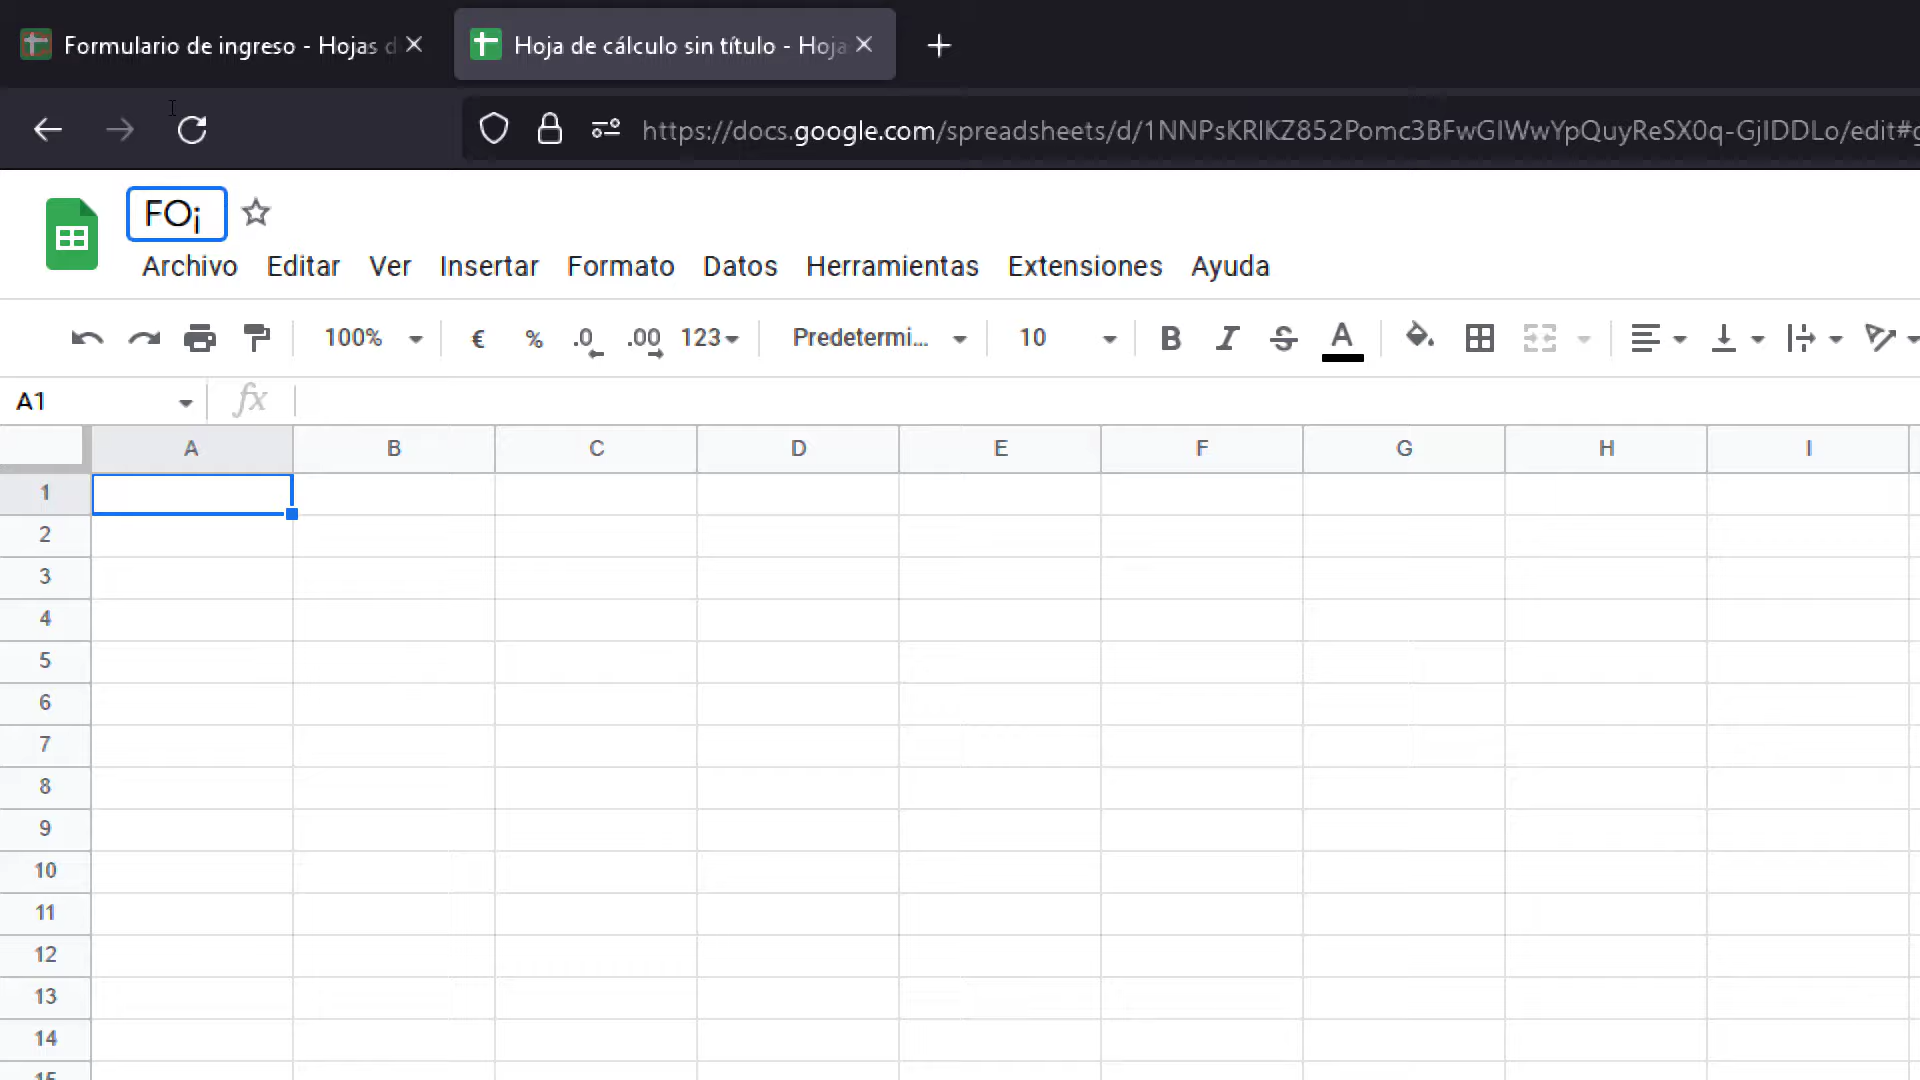 Formulario de ingreso - Hojas d
Hoja de cálculo sin título - Hoja
https://docs.google.com/spreadsheets/d/1NNPsKRIKZ852Pomc3BFwGIWwYpQuyReSX0q-GjIDDLo/edit#g
FO¡
Archivo Editar Ver Insertar Formato Datos Herramientas Extensiones Ayuda
100% € % .0 .00 123 Predetermi... 10 B I S A
A1 fx
A B C D E F G H I
1
2
3
4
5
6
7
8
9
10
11
12
13
14
15